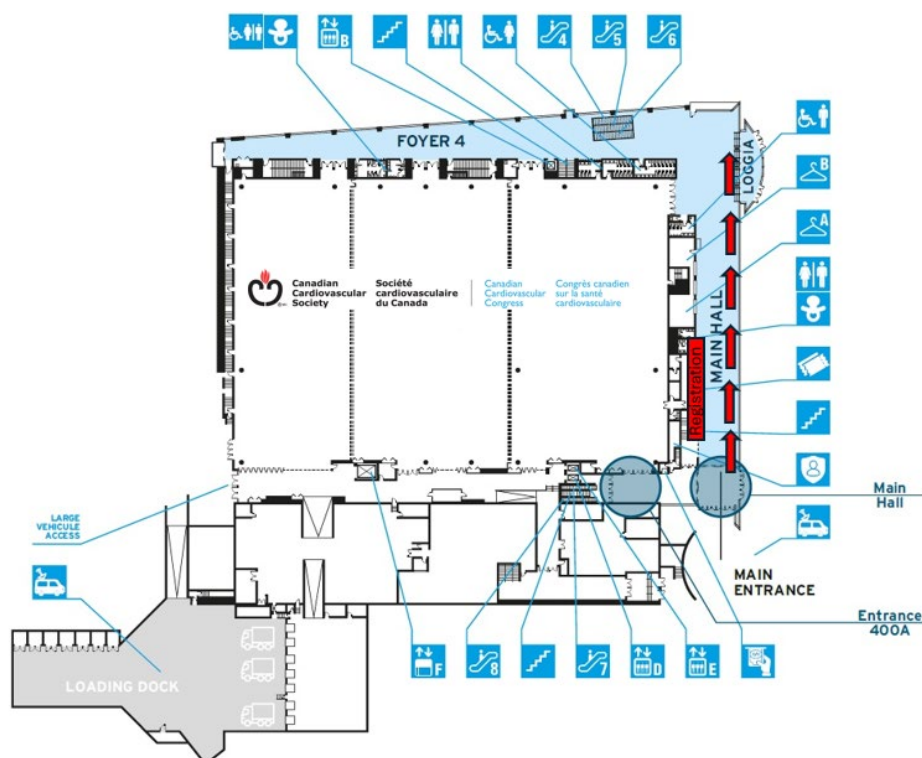 B
4
5
6
FOYER 4
LOGGIA
B
A
Canadian
Cardiovascular
Society
Société
cardiovasculaire
du Canada
Canadian
Cardiovascular
Congress
Congrès canadien
sur la santé
cardiovasculaire
MAIN HALL
Registration
Main
Hall
LARGE
VEHICULE
ACCESS
MAIN
ENTRANCE
Entrance
400A
LOADING DOCK
F
8
7
D
E